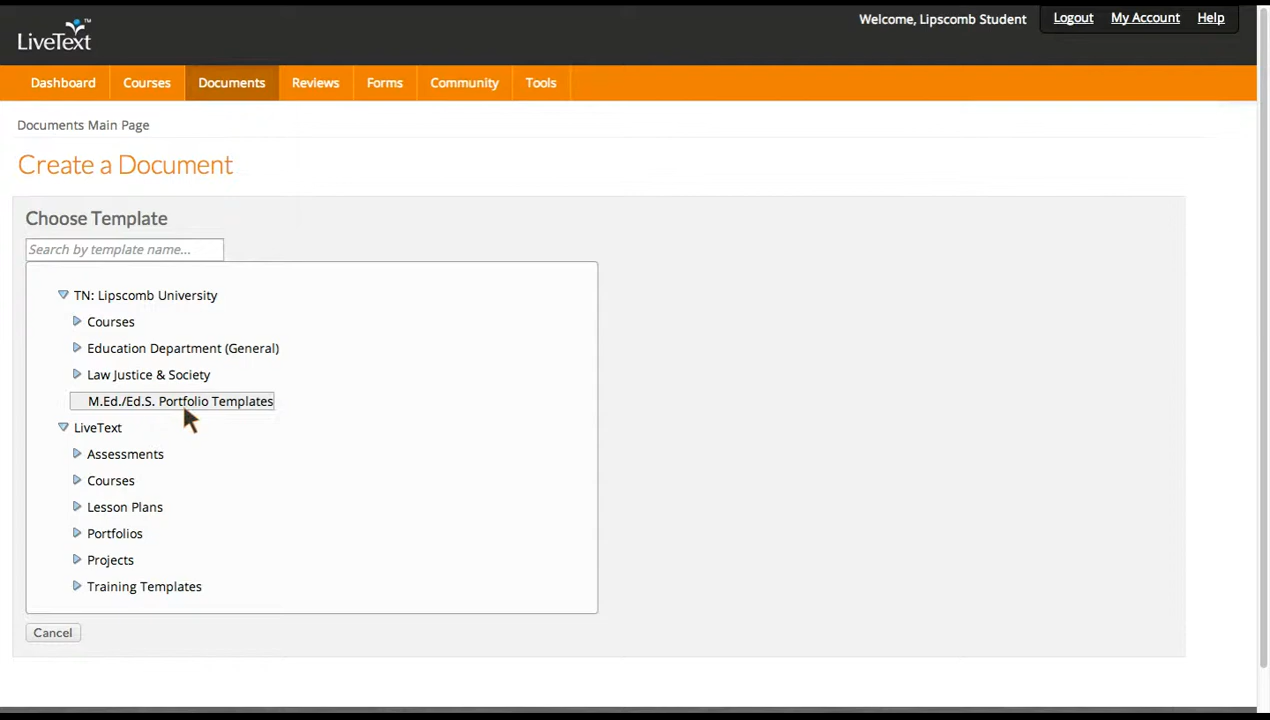 Welcome, Lipscomb Student Logout My Account Help
LiveText™
Dashboard Courses Documents Reviews Forms Community Tools
Documents Main Page
Create a Document
Choose Template
Search by template name...
TN: Lipscomb University
Courses
Education Department (General)
Law Justice & Society
M.Ed./Ed.S. Portfolio Templates
LiveText
Assessments
Courses
Lesson Plans
Portfolios
Projects
Training Templates
Cancel